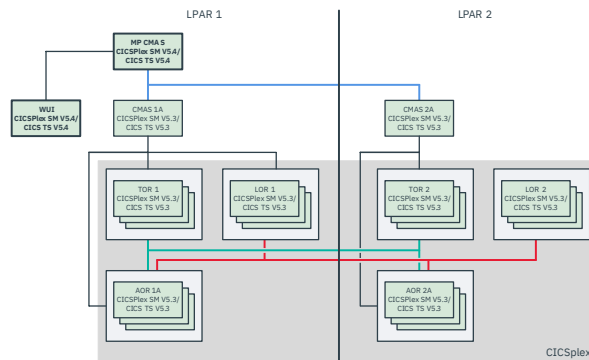 LPAR 1
LPAR 2
MP CMAS
CICSPlex SM V5.4/
CICS TS V5.4
WUI
CICSPlex SM V5.4/
CICS TS V5.4
CMAS 1A
CICSPlex SM V5.3/
CICS TS V5.3
CMAS 2A
CICSPlex SM V5.3/
CICS TS V5.3
TOR 1
CICSPlex SM V5.3/
CICS TS V5.3
LOR 1
CICSPlex SM V5.3/
CICS TS V5.3
TOR 2
CICSPlex SM V5.3/
CICS TS V5.3
LOR 2
CICSPlex SM V5.3/
CICS TS V5.3
AOR 1A
CICSPlex SM V5.3/
CICS TS V5.3
AOR 2A
CICSPlex SM V5.3/
CICS TS V5.3
CICSplex